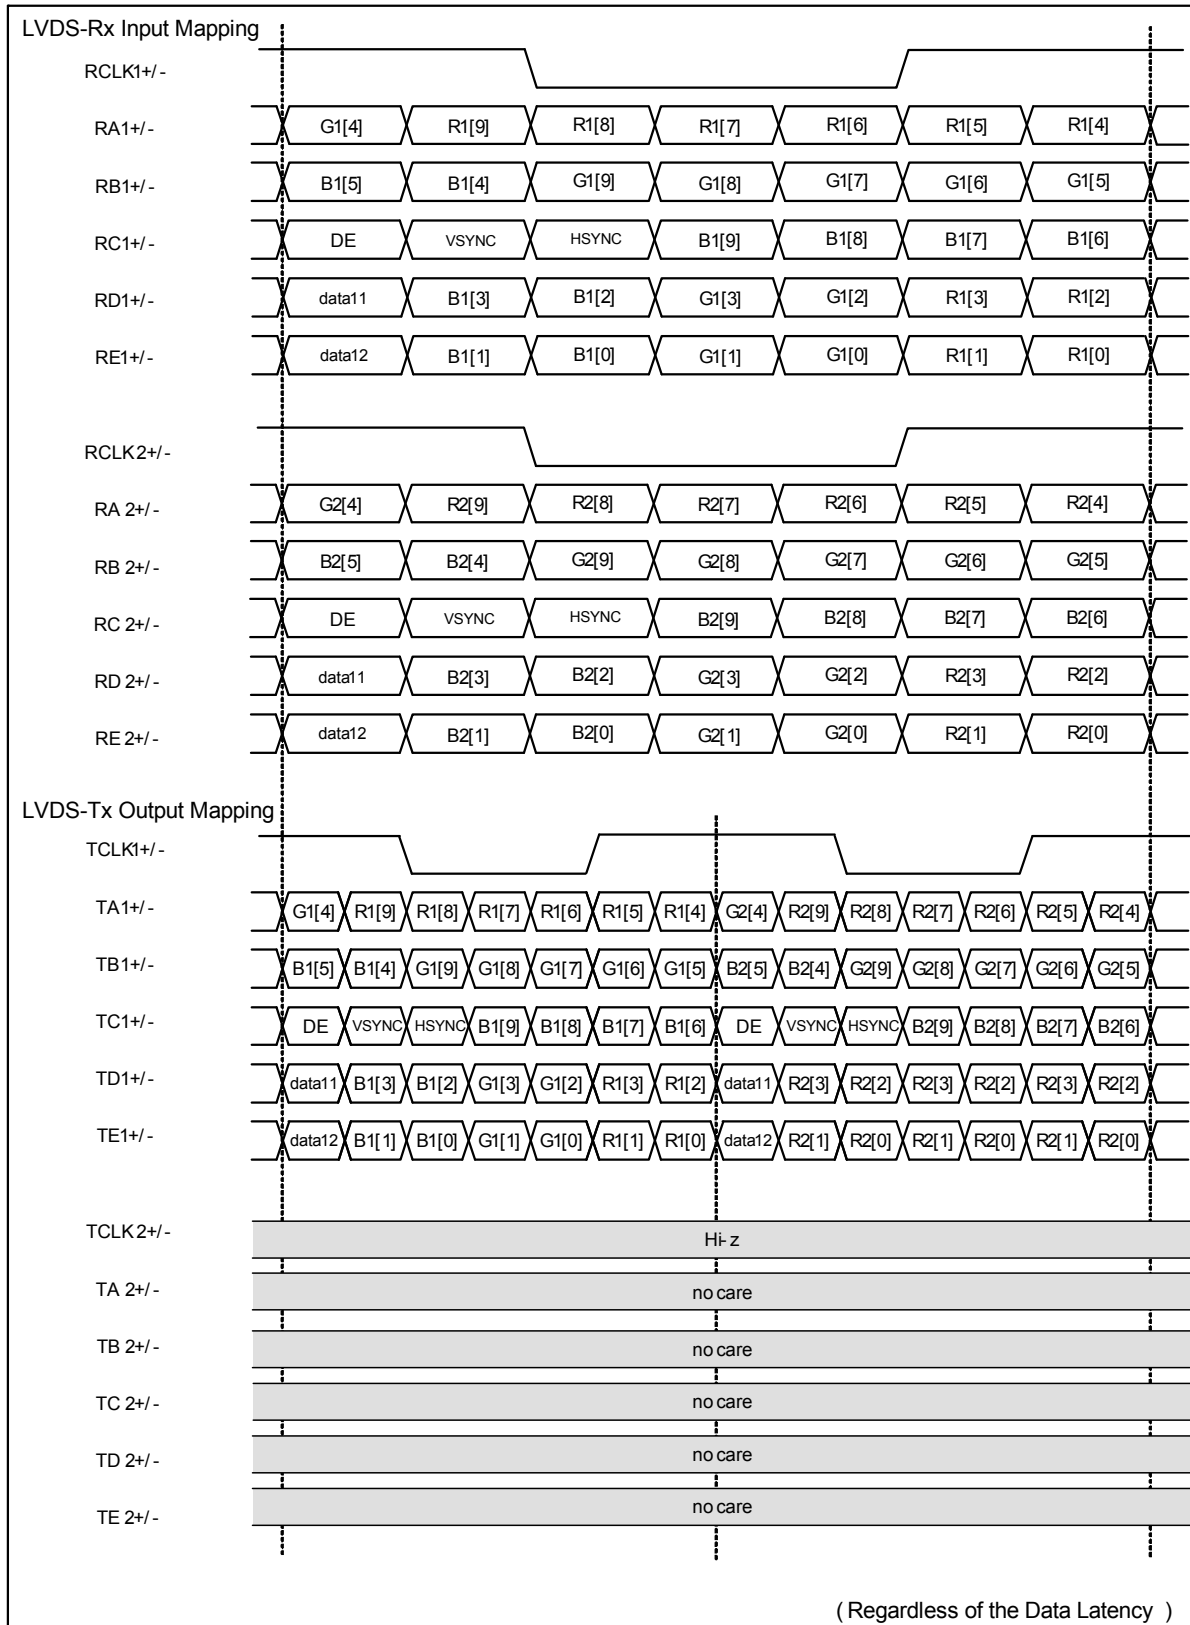 LVDS-Rx Input Mapping
RCLK1+/-
RA1+/- G1[4] R1[9] R1[8] R1[7] R1[6] R1[5] R1[4]
RB1+/- B1[5] B1[4] G1[9] G1[8] G1[7] G1[6] G1[5]
RC1+/- DE VSYNC HSYNC B1[9] B1[8] B1[7] B1[6]
RD1+/- data11 B1[3] B1[2] G1[3] G1[2] R1[3] R1[2]
RE1+/- data12 B1[1] B1[0] G1[1] G1[0] R1[1] R1[0]
RCLK 2+/-
RA 2+/- G2[4] R2[9] R2[8] R2[7] R2[6] R2[5] R2[4]
RB 2+/- B2[5] B2[4] G2[9] G2[8] G2[7] G2[6] G2[5]
RC 2+/- DE VSYNC HSYNC B2[9] B2[8] B2[7] B2[6]
RD 2+/- data11 B2[3] B2[2] G2[3] G2[2] R2[3] R2[2]
RE 2+/- data12 B2[1] B2[0] G2[1] G2[0] R2[1] R2[0]
LVDS-Tx Output Mapping
TCLK1+/-
TA1+/- G1[4] R1[9] R1[8] R1[7] R1[6] R1[5] R1[4] G2[4] R2[9] R2[8] R2[7] R2[6] R2[5] R2[4]
TB1+/- B1[5] B1[4] G1[9] G1[8] G1[7] G1[6] G1[5] B2[5] B2[4] G2[9] G2[8] G2[7] G2[6] G2[5]
TC1+/- DE VSYNC HSYNC B1[9] B1[8] B1[7] B1[6] DE VSYNC HSYNC B2[9] B2[8] B2[7] B2[6]
TD1+/- data11 B1[3] B1[2] G1[3] G1[2] R1[3] R1[2] data11 R2[3] R2[2] R2[3] R2[2] R2[3] R2[2]
TE1+/- data12 B1[1] B1[0] G1[1] G1[0] R1[1] R1[0] data12 R2[1] R2[0] R2[1] R2[0] R2[1] R2[0]
TCLK 2+/- Hi-z
TA 2+/- no care
TB 2+/- no care
TC 2+/- no care
TD 2+/- no care
TE 2+/- no care
( Regardless of the Data Latency )